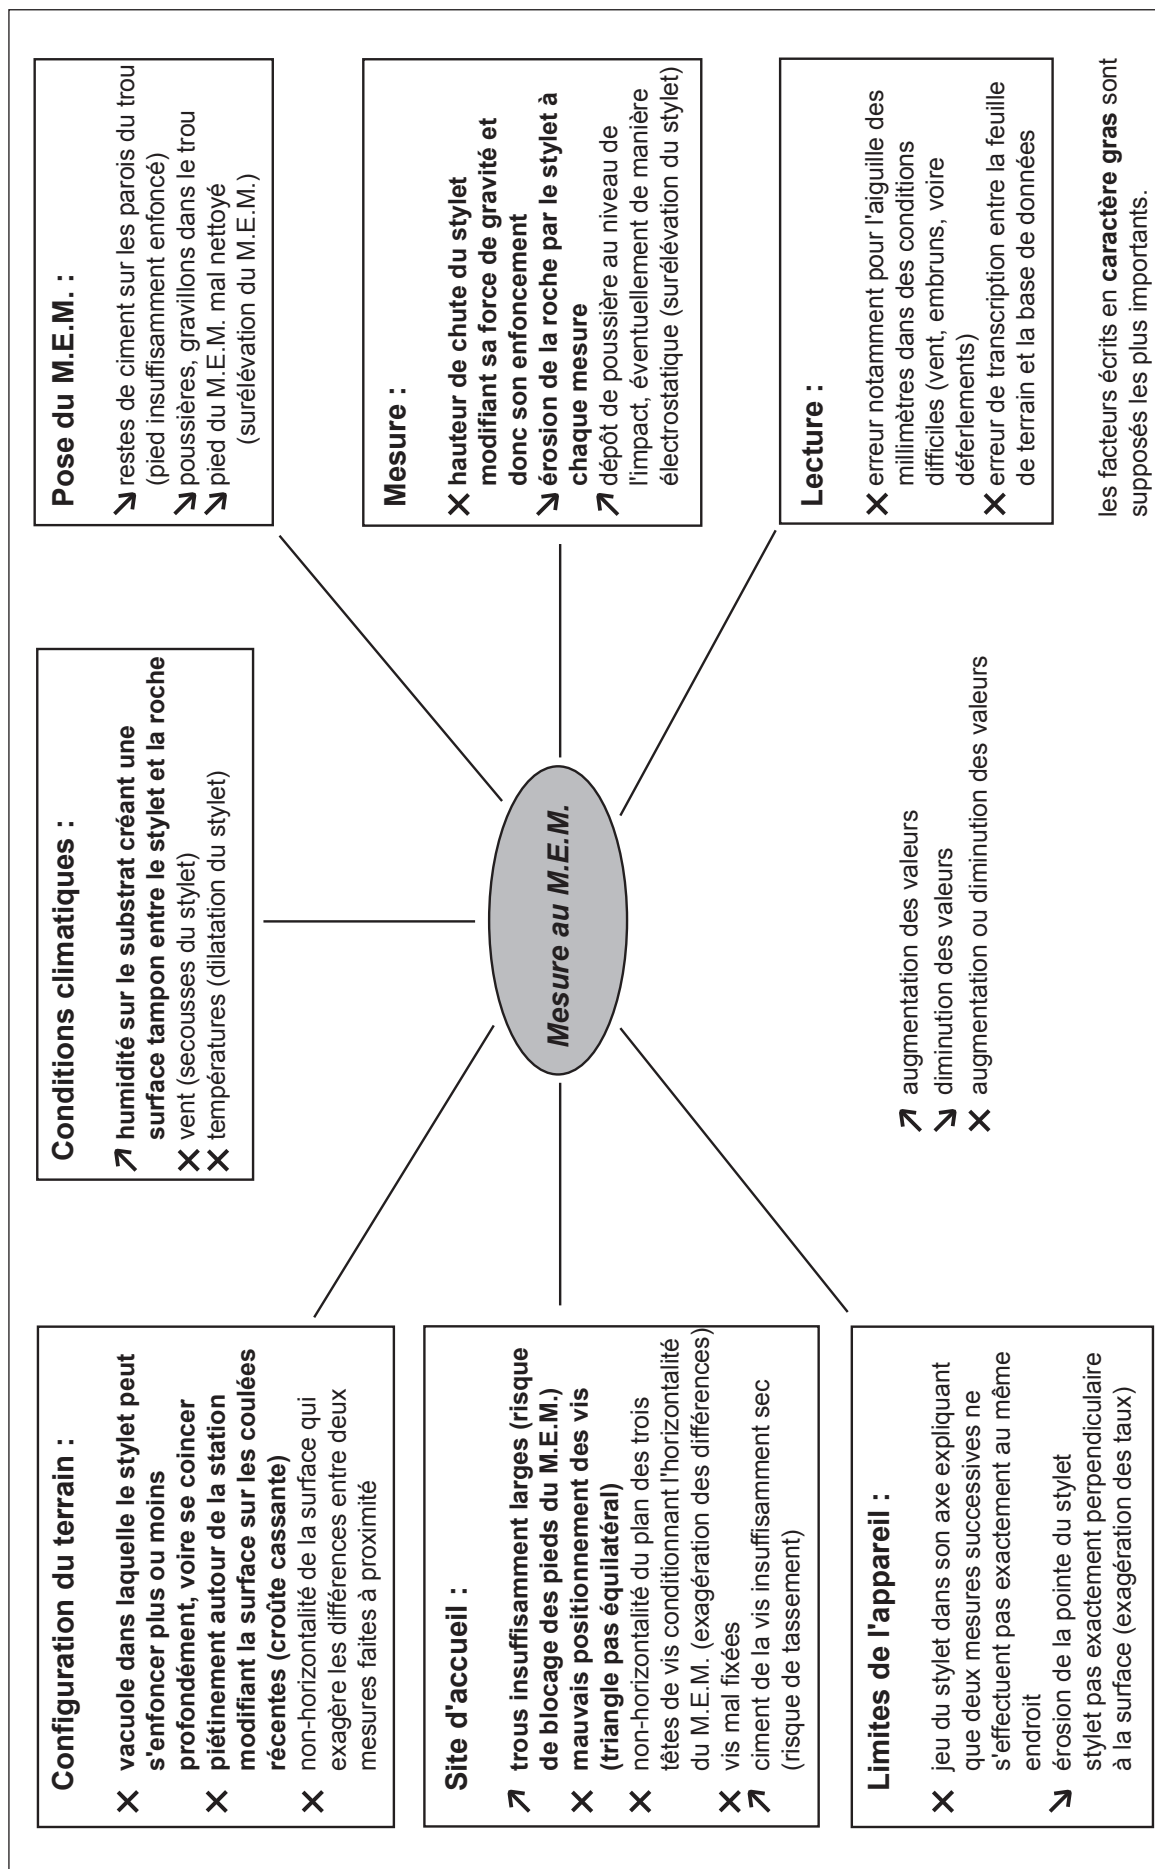 Configuration du terrain :
✕ vacuole dans laquelle le stylet peut
s'enfoncer plus ou moins
profondément, voire se coincer
✕ piétinement autour de la station
modifiant la surface sur les coulées
récentes (croûte cassante)
✕ non-horizontalité de la surface qui
exagère les différences entre deux
mesures faites à proximité
Conditions climatiques :
↗ humidité sur le substrat créant une
surface tampon entre le stylet et la roche
✕ vent (secousses du stylet)
✕ températures (dilatation du stylet)
Pose du M.E.M. :
↘ restes de ciment sur les parois du trou
(pied insuffisamment enfoncé)
↘ poussières, gravillons dans le trou
↘ pied du M.E.M. mal nettoyé
(surélévation du M.E.M.)
Site d'accueil :
↗ trous insuffisamment larges (risque
de blocage des pieds du M.E.M.)
✕ mauvais positionnement des vis
(triangle pas équilatéral)
✕ non-horizontalité du plan des trois
têtes de vis conditionnant l'horizontalité
du M.E.M. (exagération des différences)
✕ vis mal fixées
↗ ciment de la vis insuffisamment sec
(risque de tassement)
Mesure au M.E.M.
Mesure :
✕ hauteur de chute du stylet
modifiant sa force de gravité et
donc son enfoncement
↘ érosion de la roche par le stylet à
chaque mesure
↗ dépôt de poussière au niveau de
l'impact, éventuellement de manière
électrostatique (surélévation du stylet)
Limites de l'appareil :
✕ jeu du stylet dans son axe expliquant
que deux mesures successives ne
s'effectuent pas exactement au même
endroit
↘ érosion de la pointe du stylet
stylet pas exactement perpendiculaire
à la surface (exagération des taux)
Lecture :
✕ erreur notamment pour l'aiguille des
millimètres dans des conditions
difficiles (vent, embruns, voire
déferlements)
✕ erreur de transcription entre la feuille
de terrain et la base de données
↗ augmentation des valeurs
↘ diminution des valeurs
✕ augmentation ou diminution des valeurs
les facteurs écrits en caractère gras sont
supposés les plus importants.